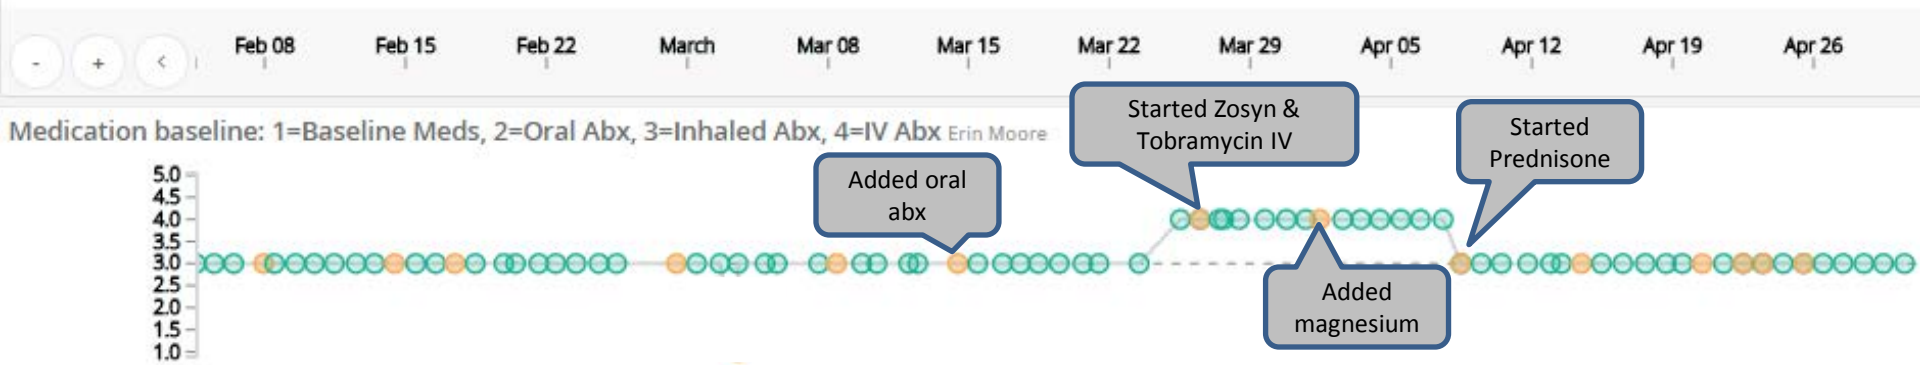 - + <
Feb 08 Feb 15 Feb 22 March Mar 08 Mar 15 Mar 22 Mar 29 Apr 05 Apr 12 Apr 19 Apr 26
Medication baseline: 1=Baseline Meds, 2=Oral Abx, 3=Inhaled Abx, 4=IV Abx Erin Moore
Started Zosyn &
Tobramycin IV
Started
Prednisone
Added oral
abx
5.0
4.5
4.0
3.5
3.0
2.5
2.0
1.5
1.0
Added
magnesium